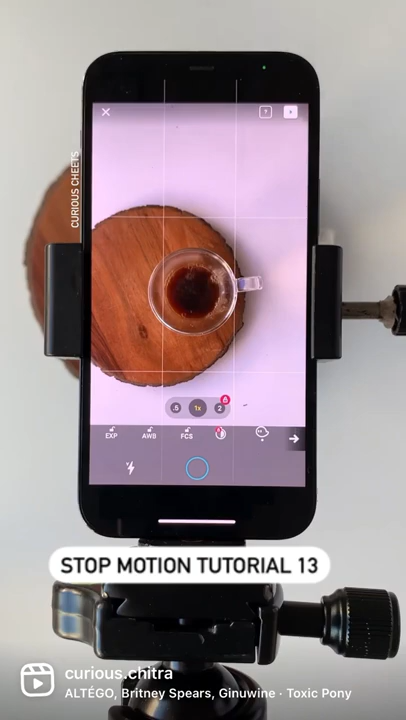 CURIOUS CHEETS
.5
1x
2
EXP
AWB
FCS
STOP MOTION TUTORIAL 13
curious.chitra
ALTÉGO, Britney Spears, Ginuwine · Toxic Pony